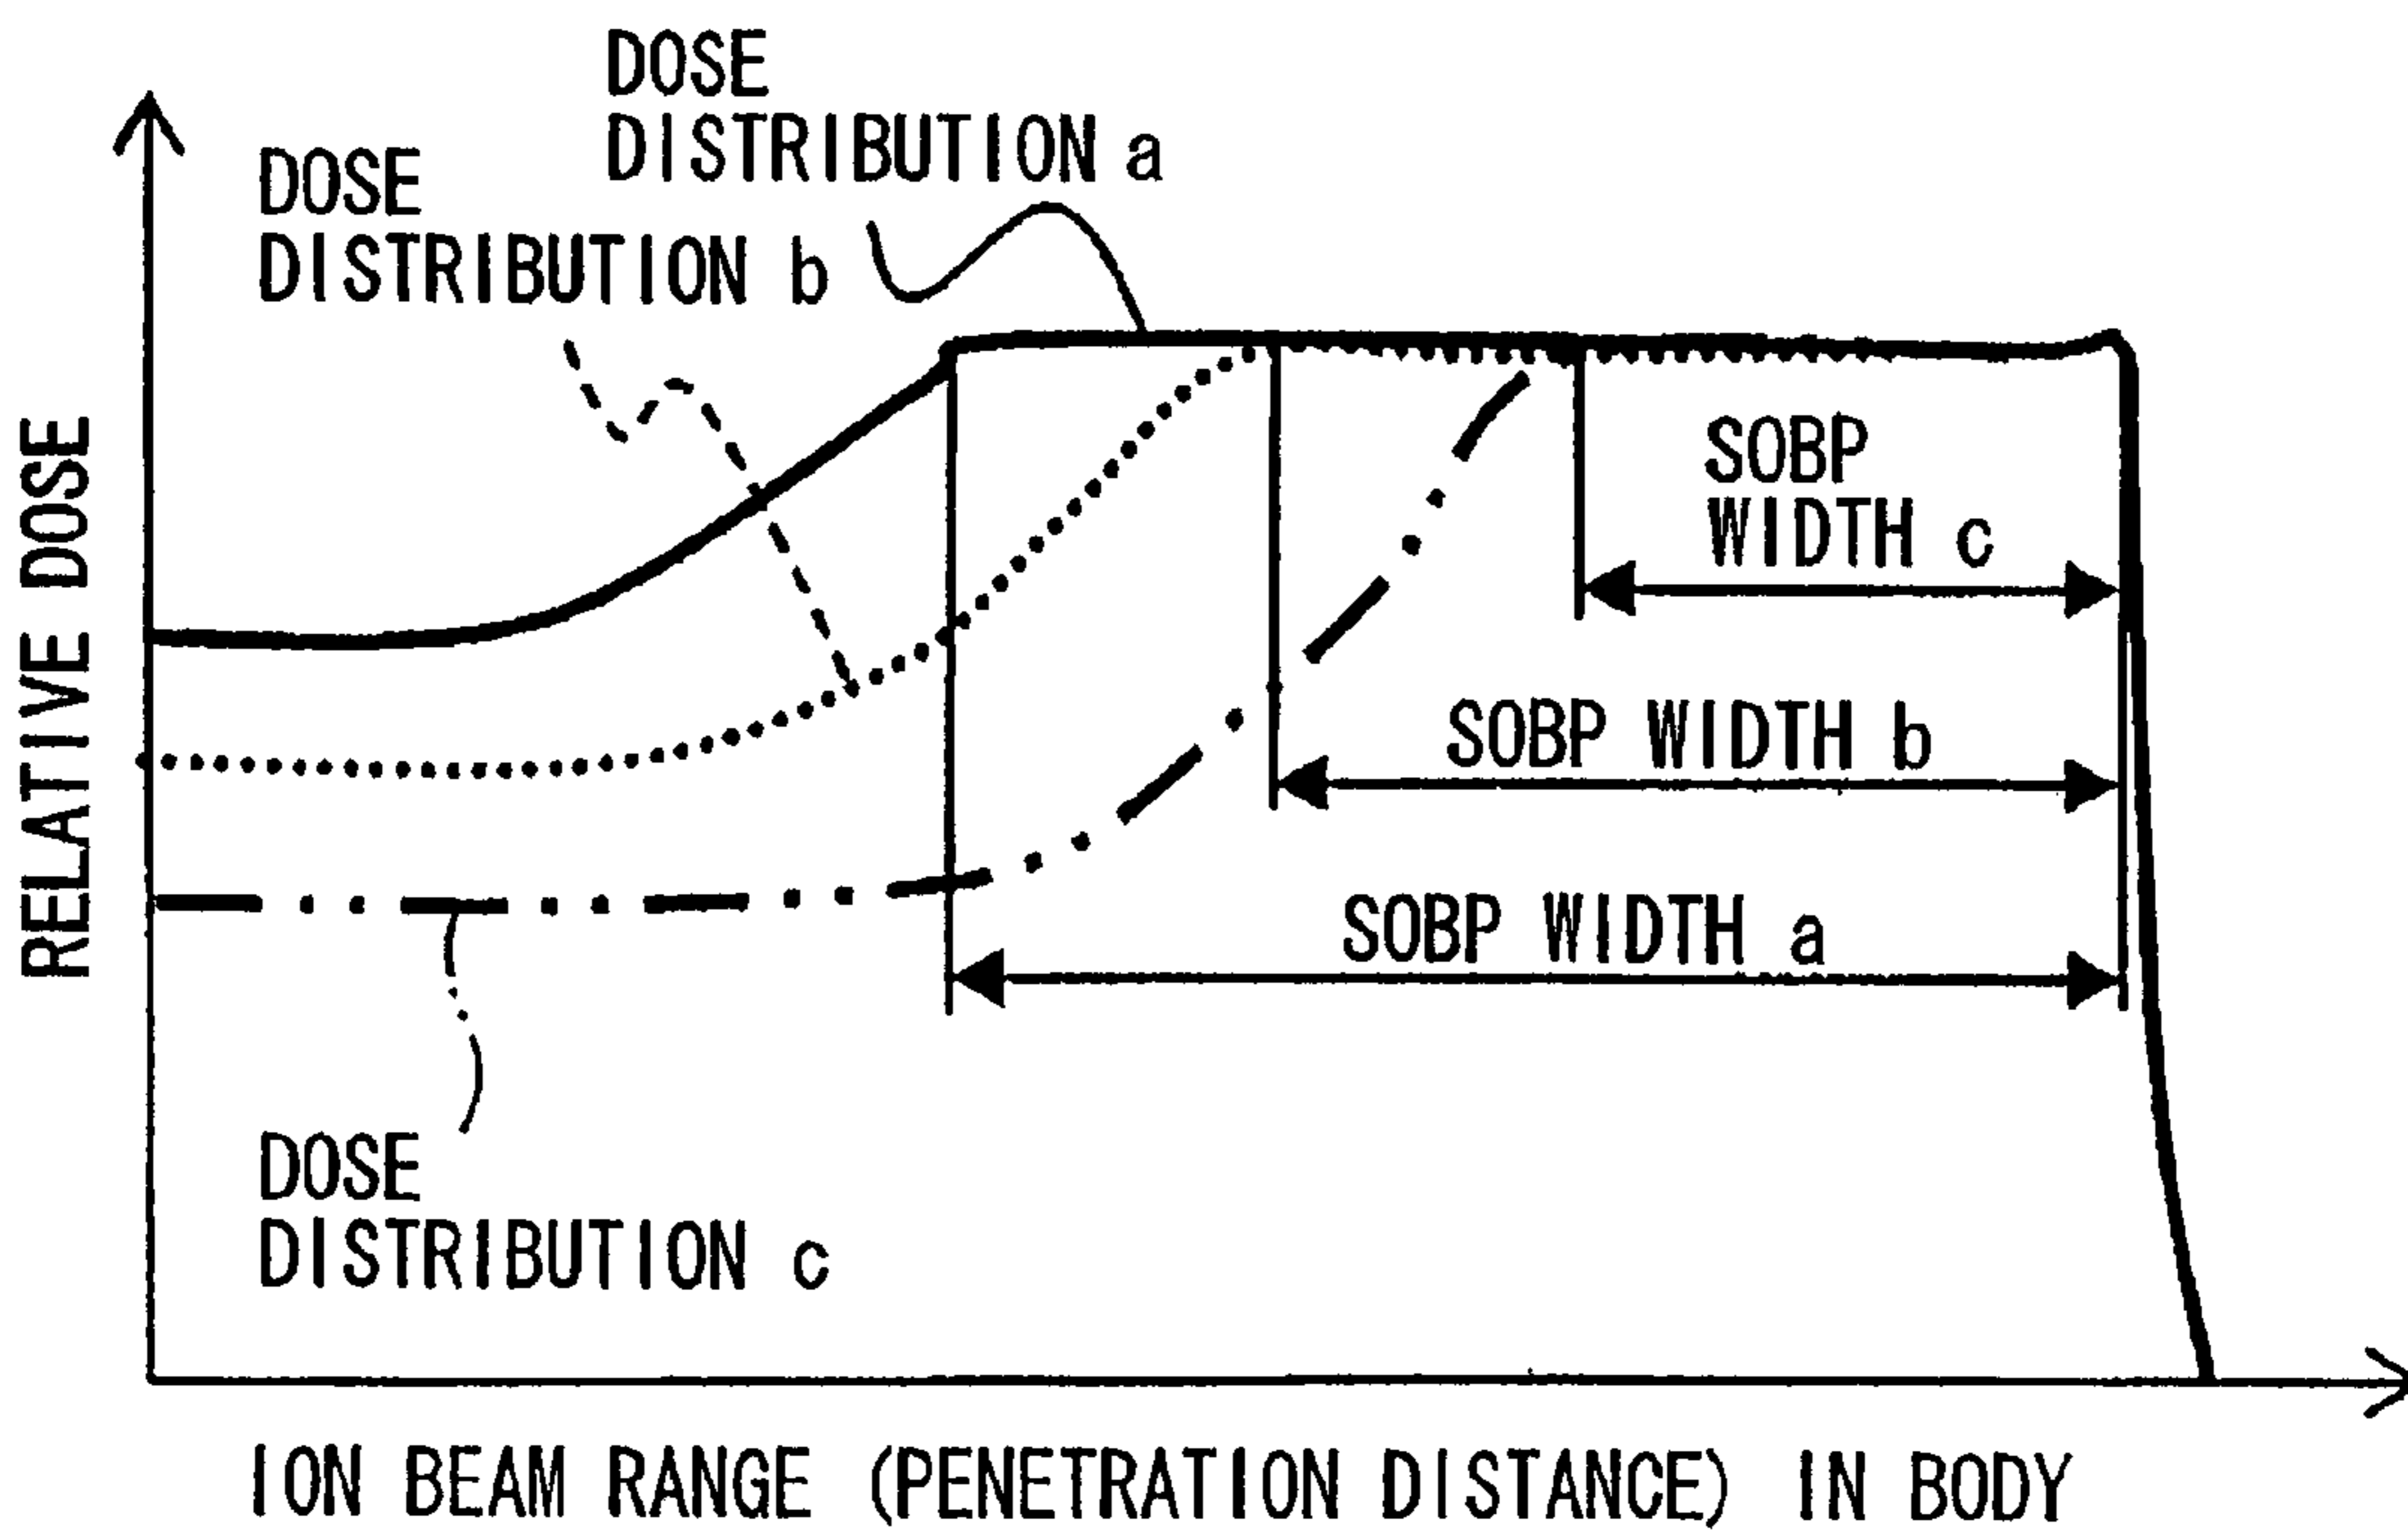 DOSE
DISTRIBUTION a
DOSE
DISTRIBUTION b
RELATIVE DOSE
SOBP
WIDTH c
SOBP WIDTH b
SOBP WIDTH a
DOSE
DISTRIBUTION c
ION BEAM RANGE (PENETRATION DISTANCE) IN BODY